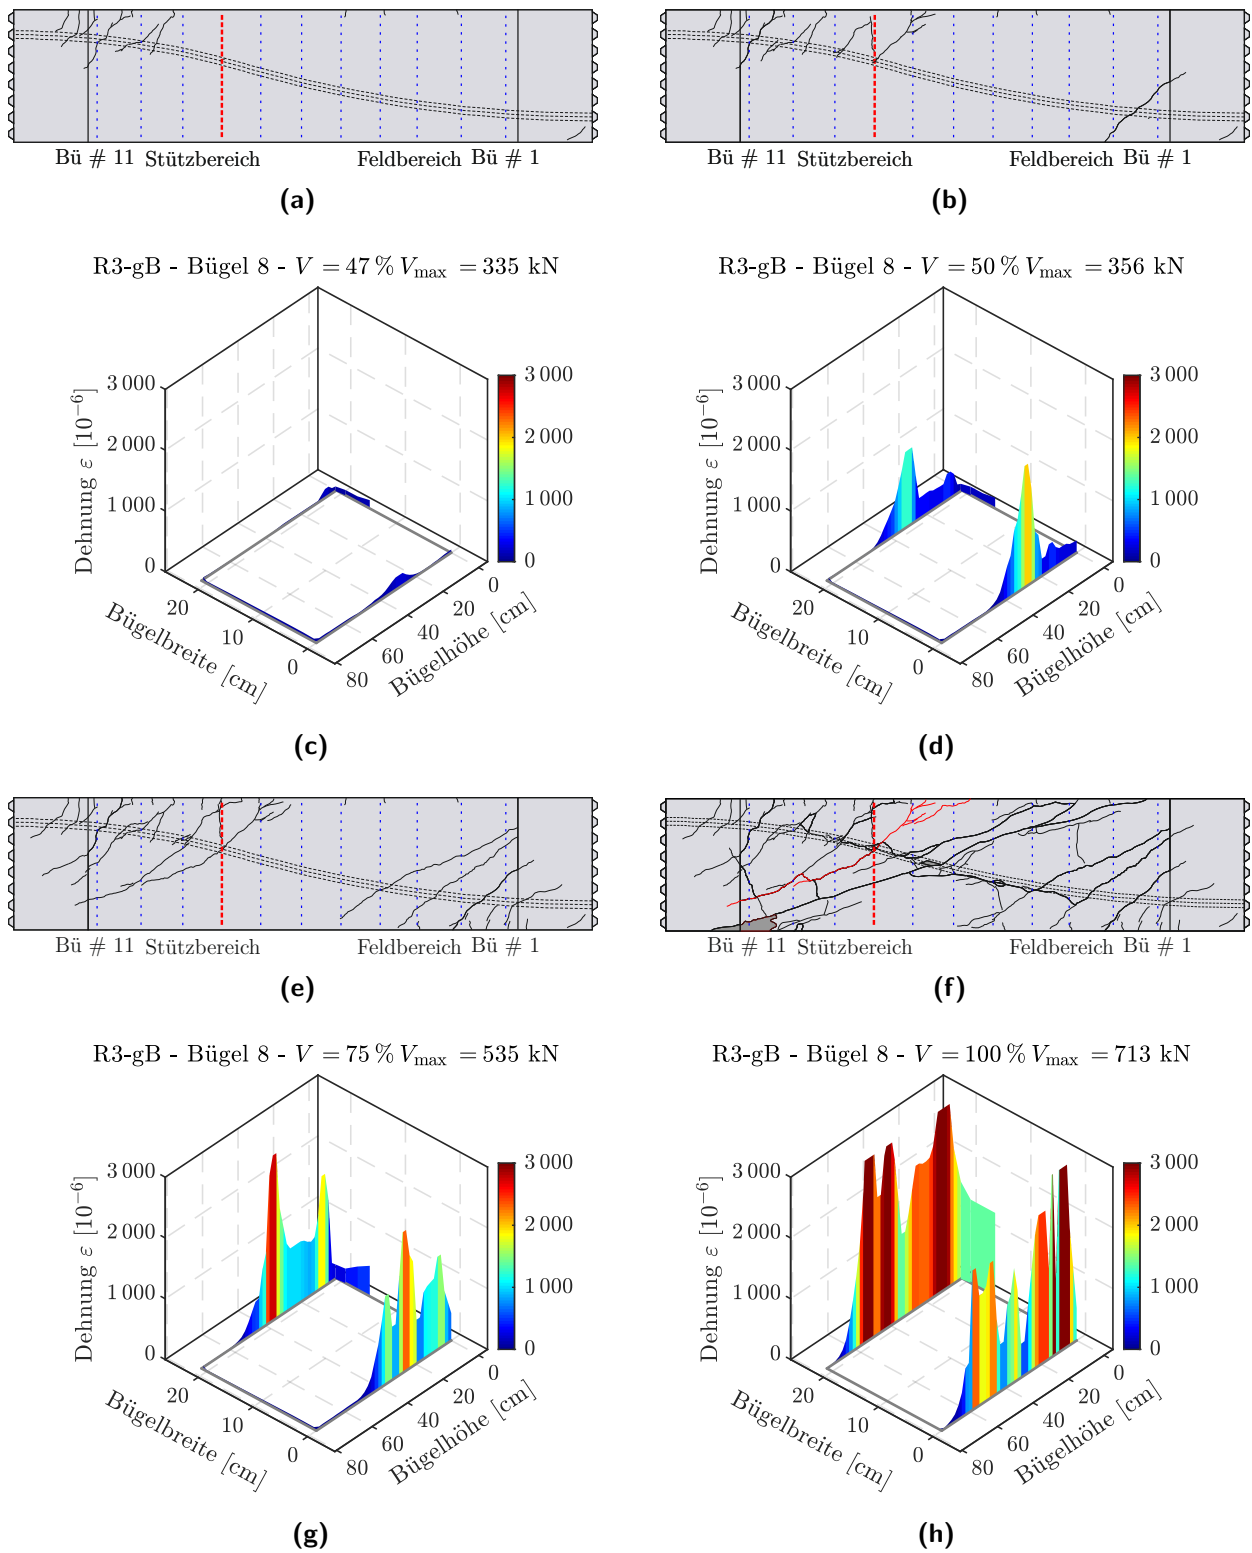 Bü # 11 Stützbereich Feldbereich Bü # 1
(a)
Bü # 11 Stützbereich Feldbereich Bü # 1
(b)
R3-gB - Bügel 8 - V = 47 % Vmax = 335 kN
3 000
2 000
1 000
0
Dehnung ε [10⁻⁶]
20
10
0
Bügelbreite [cm]
80
60
40
20
0
Bügelhöhe [cm]
3 000
2 000
1 000
0
(c)
R3-gB - Bügel 8 - V = 50 % Vmax = 356 kN
3 000
2 000
1 000
0
Dehnung ε [10⁻⁶]
20
10
0
Bügelbreite [cm]
80
60
40
20
0
Bügelhöhe [cm]
3 000
2 000
1 000
0
(d)
Bü # 11 Stützbereich Feldbereich Bü # 1
(e)
Bü # 11 Stützbereich Feldbereich Bü # 1
(f)
R3-gB - Bügel 8 - V = 75 % Vmax = 535 kN
3 000
2 000
1 000
0
Dehnung ε [10⁻⁶]
20
10
0
Bügelbreite [cm]
80
60
40
20
0
Bügelhöhe [cm]
3 000
2 000
1 000
0
(g)
R3-gB - Bügel 8 - V = 100 % Vmax = 713 kN
3 000
2 000
1 000
0
Dehnung ε [10⁻⁶]
20
10
0
Bügelbreite [cm]
80
60
40
20
0
Bügelhöhe [cm]
3 000
2 000
1 000
0
(h)